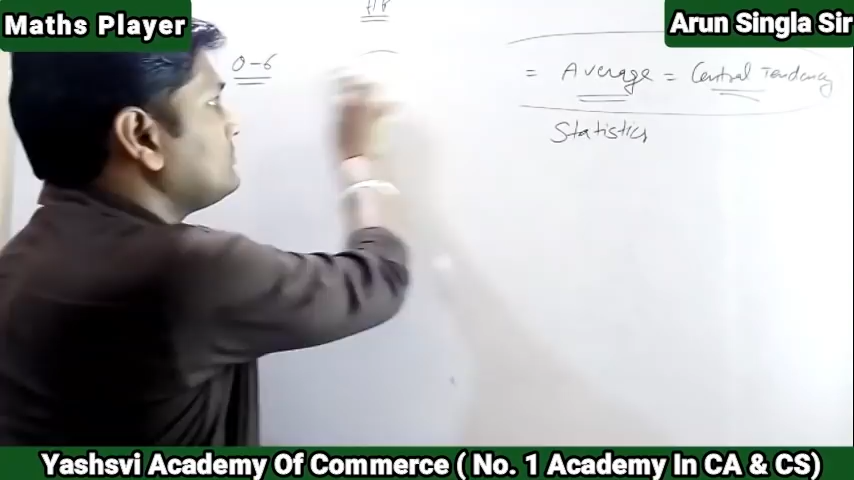 Maths Player
Arun Singla Sir
0-6
= Average = Central Tendency
Statistics
Yashsvi Academy Of Commerce ( No. 1 Academy In CA & CS)